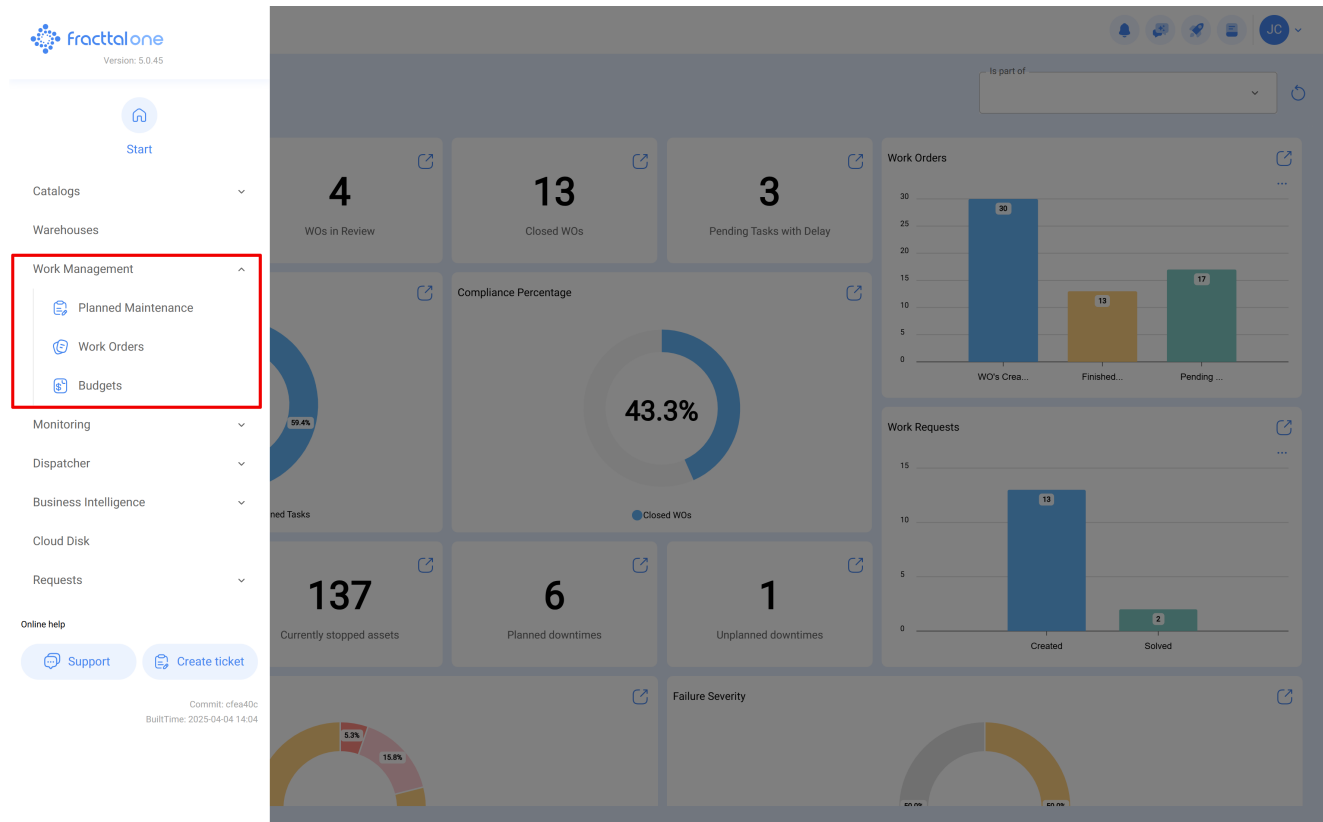 fracttal one
Version: 5.0.45
Start
Catalogs
Warehouses
Work Management
Planned Maintenance
Work Orders
Budgets
Monitoring
Dispatcher
Business Intelligence
Cloud Disk
Requests
Online help
Support
Create ticket
Commit: cfea40c
BuiltTime: 2025-04-04 14:04
JC
Is part of
4
WOs in Review
13
Closed WOs
3
Pending Tasks with Delay
Work Orders
...
30
25
20
15
10
5
0
30
13
17
WO's Crea...
Finished...
Pending ...
59.4%
ned Tasks
Compliance Percentage
43.3%
Closed WOs
Work Requests
...
15
10
5
0
13
2
Created
Solved
137
Currently stopped assets
6
Planned downtimes
1
Unplanned downtimes
5.3%
15.8%
Failure Severity
50.0%
50.0%